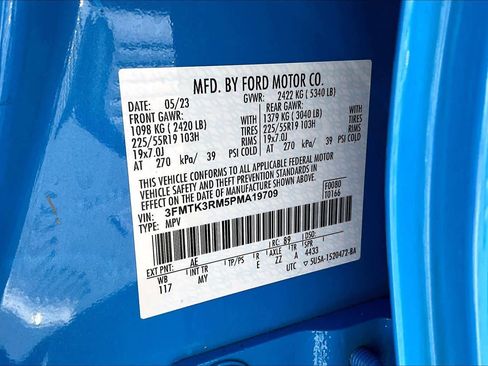 MFD. BY FORD MOTOR CO.
DATE: 05/23 GVWR: 2422 KG ( 5340 LB)
FRONT GAWR: REAR GAWR:
1098 KG ( 2420 LB) WITH 1379 KG ( 3040 LB) WITH
225/55R19 103H TIRES 225/55R19 103H TIRES
19x7.0J RIMS 19x7.0J RIMS
AT 270 kPa/ 39 PSI COLD AT 270 kPa/ 39 PSI COLD
THIS VEHICLE CONFORMS TO ALL APPLICABLE FEDERAL MOTOR
VEHICLE SAFETY AND BUMPER STANDARDS IN EFFECT ON
THE DATE OF MANUFACTURE SHOWN ABOVE.
VIN: 3FMTK3RM5PMA19709 F0080
TYPE: MPV T0166
EXT PNT: AE RC: 89 DSO:
WB INT TR TP/PS R AXLE TR SPR
117 MY E ZZ A 4433
UTC 5U5A-1520472-BA